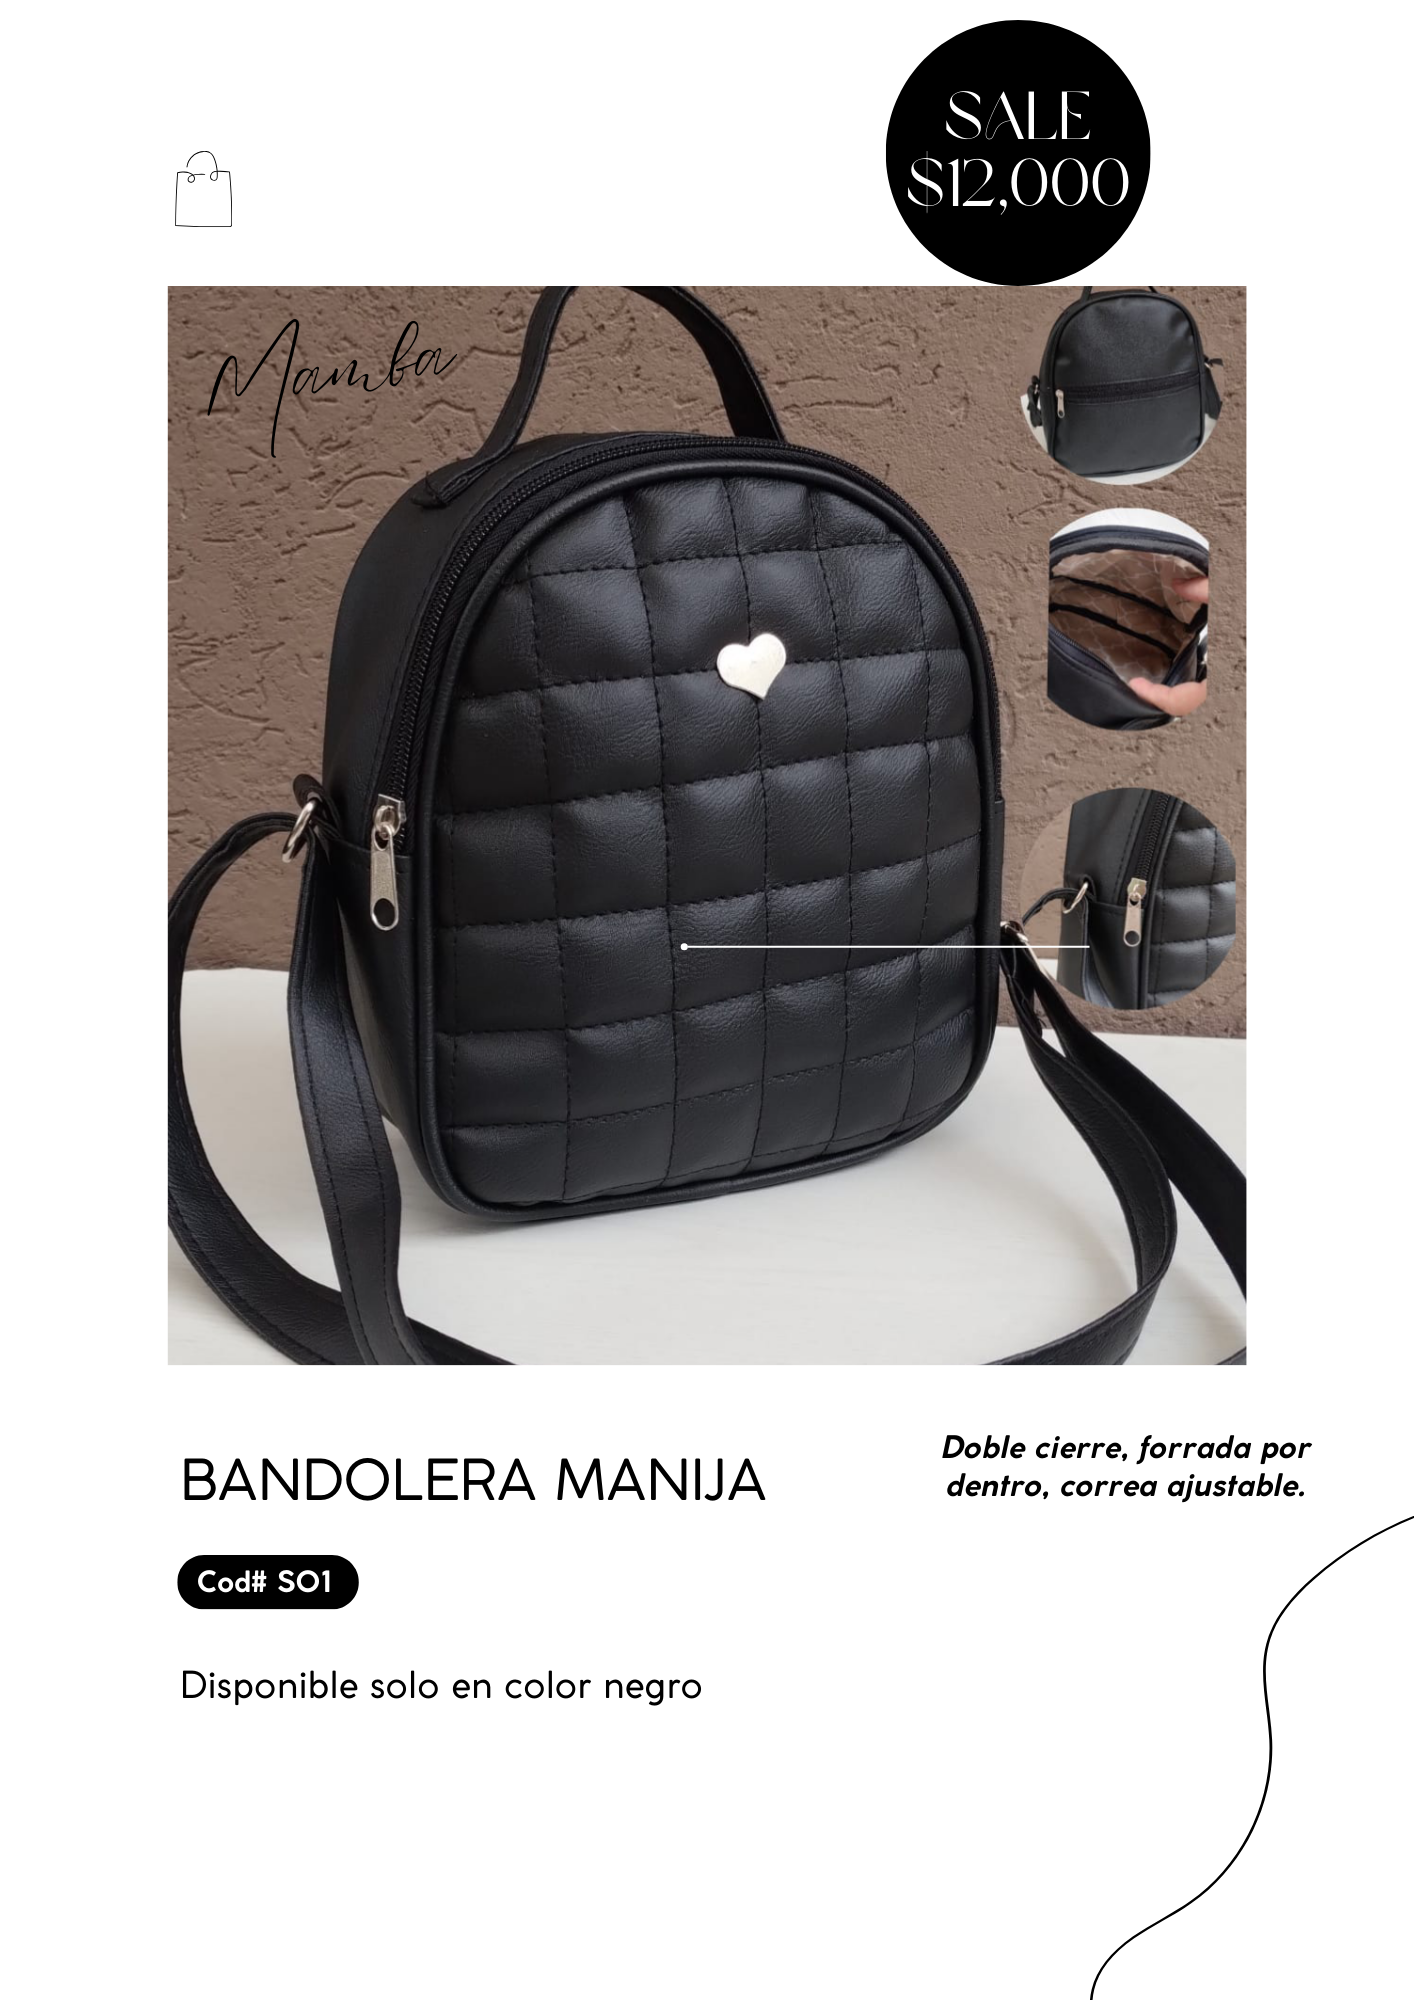 SALE
$12,000
Mamba
BANDOLERA MANIJA
Doble cierre, forrada por
dentro, correa ajustable.
Cod# SO1
Disponible solo en color negro